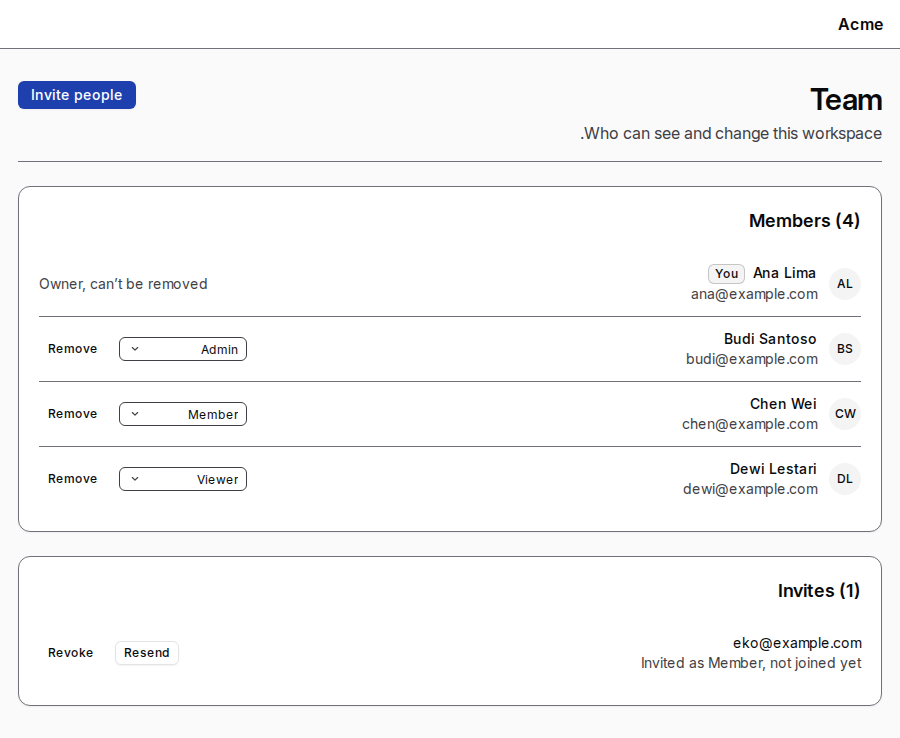 Acme
Team
Invite people
.Who can see and change this workspace
Members (4)
AL
Ana Lima
You
ana@example.com
Owner, can’t be removed
BS
Budi Santoso
budi@example.com
Admin
Remove
CW
Chen Wei
chen@example.com
Member
Remove
DL
Dewi Lestari
dewi@example.com
Viewer
Remove
Invites (1)
eko@example.com
Invited as Member, not joined yet
Resend
Revoke